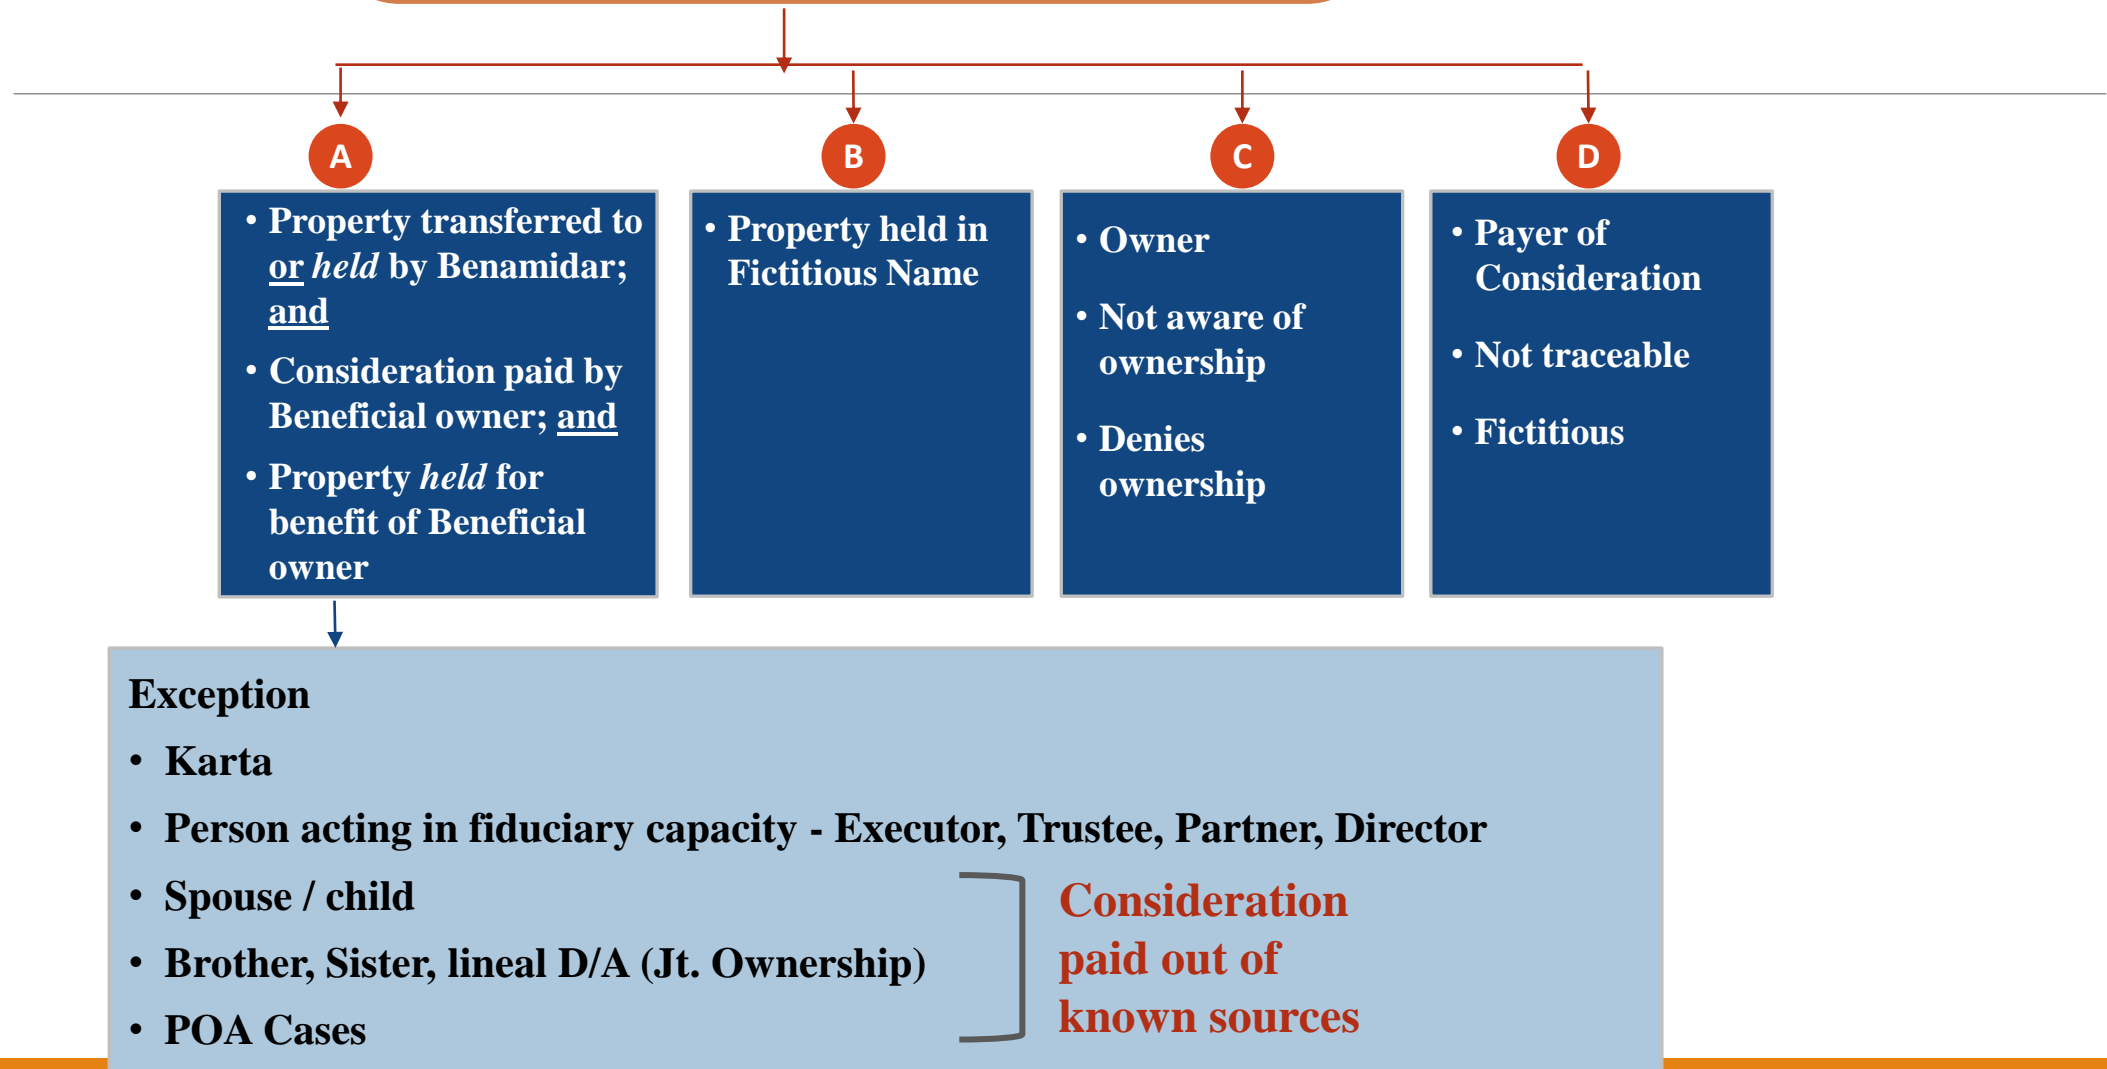 A
• Property transferred to
or held by Benamidar;
and
• Consideration paid by
Beneficial owner; and
• Property held for
benefit of Beneficial
owner
B
• Property held in
Fictitious Name
C
• Owner
• Not aware of
ownership
• Denies
ownership
D
• Payer of
Consideration
• Not traceable
• Fictitious
Exception
• Karta
• Person acting in fiduciary capacity - Executor, Trustee, Partner, Director
• Spouse / child
• Brother, Sister, lineal D/A (Jt. Ownership)
• POA Cases
Consideration
paid out of
known sources